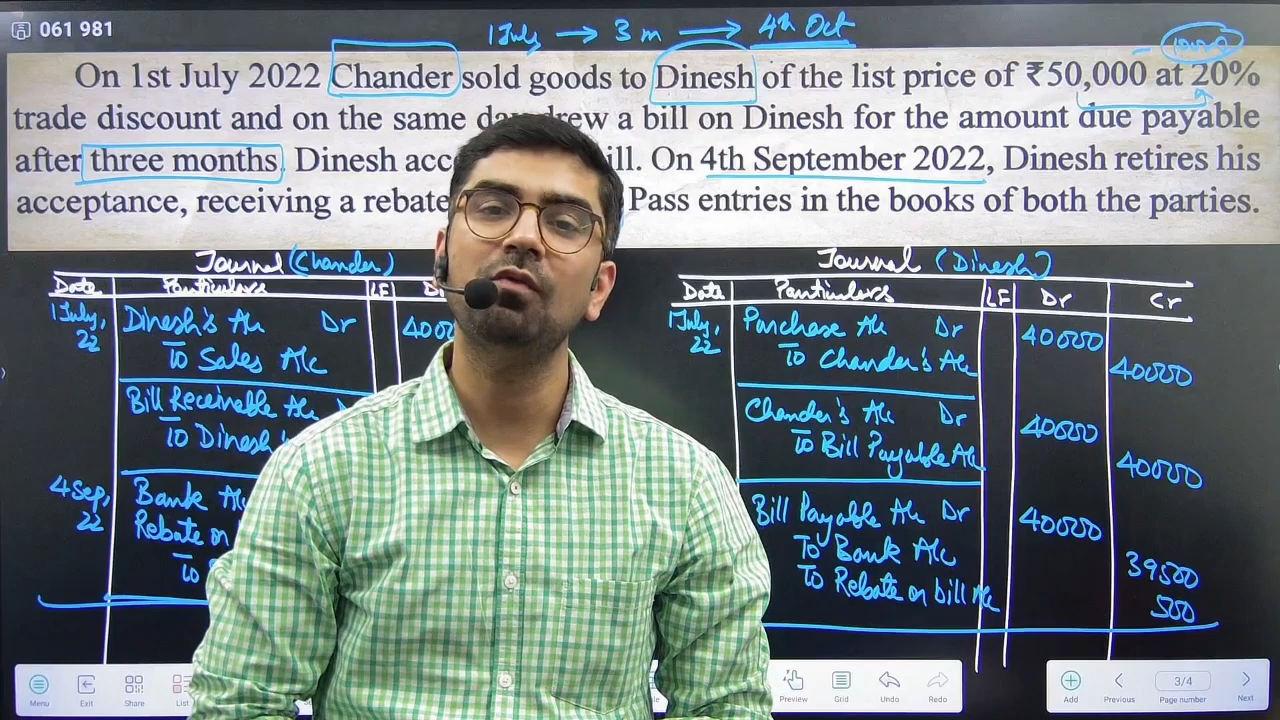 061 981
1 July → 3 m → 4th Oct
10000
On 1st July 2022 Chander sold goods to Dinesh of the list price of ₹50,000 at 20%
trade discount and on the same day drew a bill on Dinesh for the amount due payable
after three months. Dinesh acc ill. On 4th September 2022, Dinesh retires his
acceptance, receiving a rebate Pass entries in the books of both the parties.
Journal (Chander)
Date Particulars LF D
1 July, 22 Dinesh's A/c Dr 4000
To Sales A/c
Bill Receivable A/c D
To Dinesh's
4 Sep, 22 Bank A/c
Rebate on
To
Journal (Dinesh)
Date Particulars LF Dr Cr
1 July, 22 Purchase A/c Dr 40000
To Chander's A/c 40000
Chander's A/c Dr 40000
To Bill Payable A/c 40000
Bill Payable A/c Dr 40000
To Bank A/c 39500
To Rebate on bill A/c 500
Menu Exit Share List
Preview Grid Undo Redo
Add Previous 3/4 Page number Next